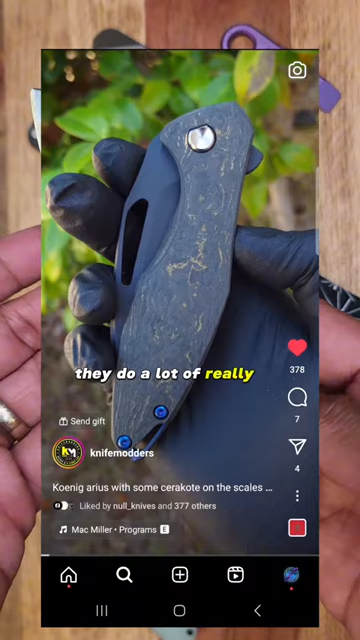 they do a lot of really
378
7
Send gift
knifemodders
4
Koenig arius with some cerakote on the scales ...
Liked by null_knives and 377 others
Mac Miller • Programs E